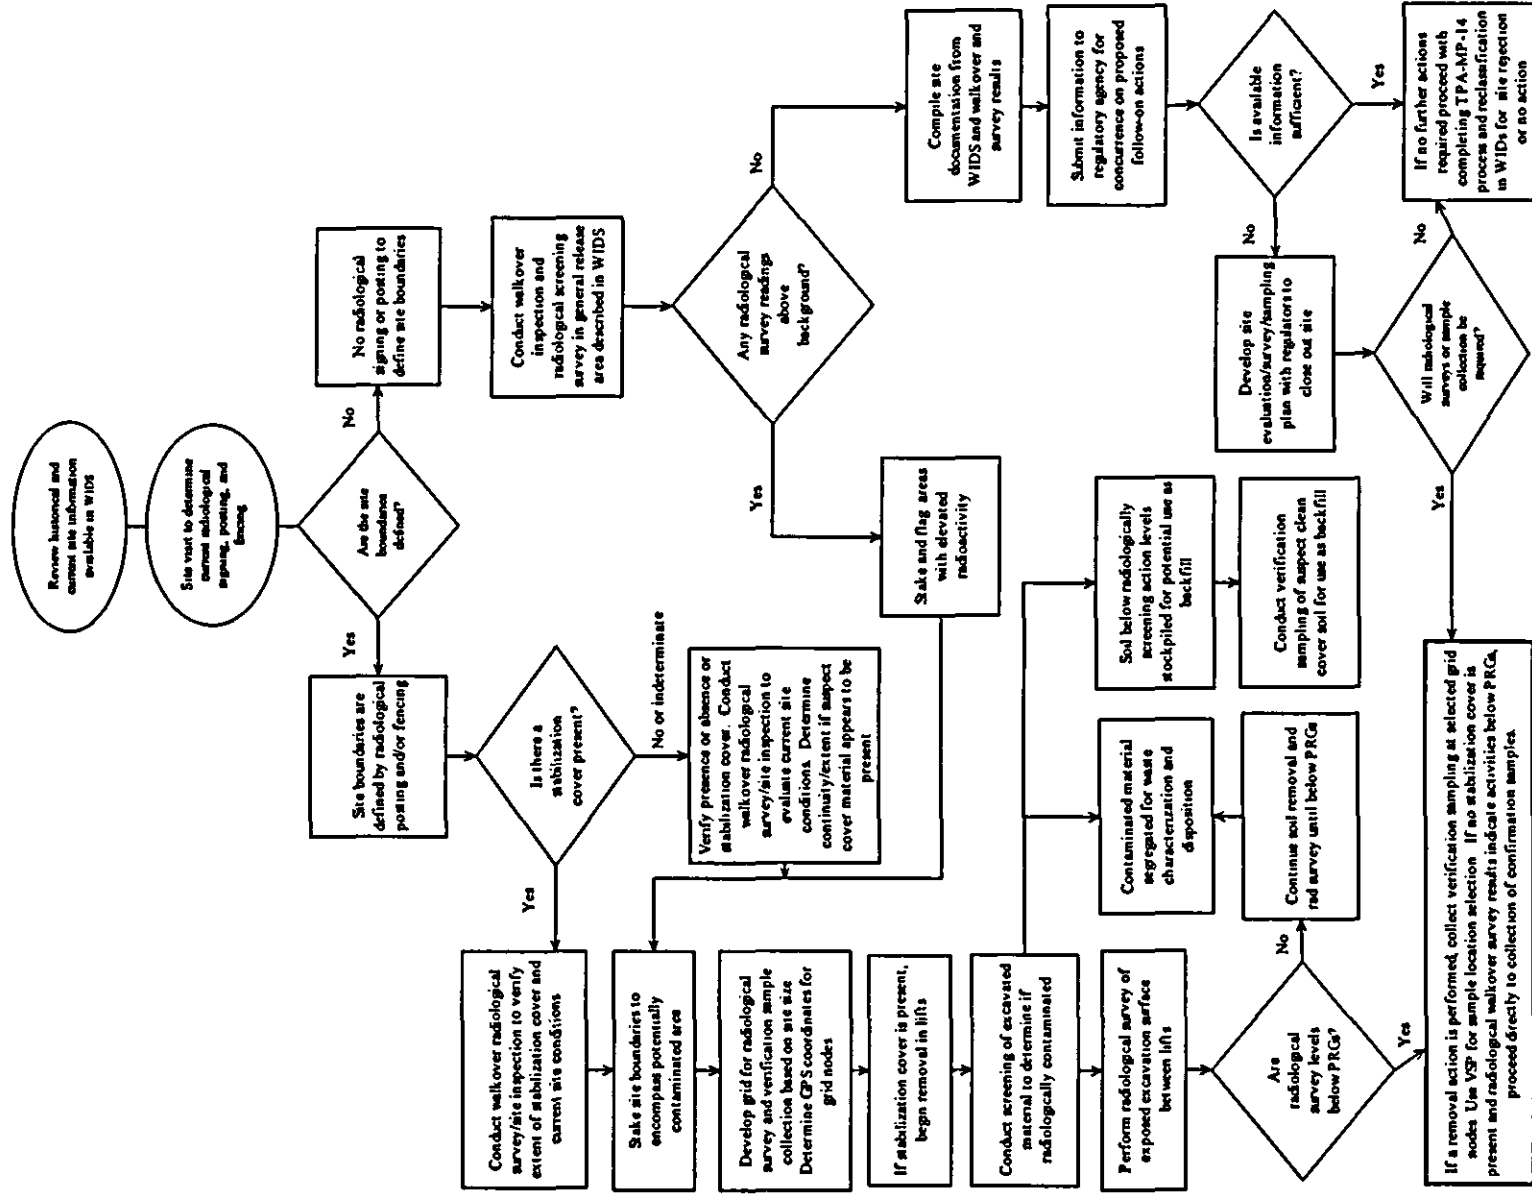 Review historical and
current site information
available in WIDS
Site visit to determine
current radiological
signing, posting, and
fencing
Are the site
boundaries
defined?
No
Yes
No radiological
signing or posting to
define site boundaries
Site boundaries are
defined by radiological
posting and/or fencing
Conduct walkover
inspection and
radiological screening
survey in general release
area described in WIDS
Is there a
stabilization
cover present?
No or indeterminate
Yes
Any radiological
survey readings
above
background?
No
Yes
Verify presence or absence or
stabilization cover. Conduct
walkover radiological
survey/site inspection to
evaluate current site
conditions. Determine
continuity/extent if suspect
cover material appears to be
present
Stake and flag areas
with elevated
radioactivity
Compile site
documentation from
WIDS and walkover and
survey results
Submit information to
regulatory agency for
concurrence on proposed
follow-on actions
Is available
information
sufficient?
No
Yes
Develop site
evaluation/survey/sampling
plan with regulators to
close out site
Will radiological
surveys or sample
collection be
required?
No
Yes
If no further actions
required proceed with
completing TPA-MP-14
process and reclassification
in WIDs for site rejection
or no action
Conduct walkover radiological
survey/site inspection to verify
extent of stabilization cover and
current site conditions
Stake site boundaries to
encompass potentially
contaminated area
Develop grid for radiological
survey and verification sample
collection based on site size
Determine GPS coordinates for
grid nodes
If stabilization cover is present,
begin removal in lifts
Conduct screening of excavated
material to determine if
radiologically contaminated
Soil below radiologically
screening action levels
stockpiled for potential use as
backfill
Conduct verification
sampling of suspect clean
cover soil for use as backfill
Contaminated material
segregated for waste
characterization and
disposition
Continue soil removal and
rad survey until below PRGs
Perform radiological survey of
exposed excavation surface
between lifts
Are
radiological
survey levels
below PRGs?
No
Yes
If a removal action is performed, collect verification sampling at selected grid
nodes Use VSP for sample location selection. If no stabilization cover is
present and radiological walkover survey results indicate activities below PRGs,
proceed directly to collection of confirmation samples.